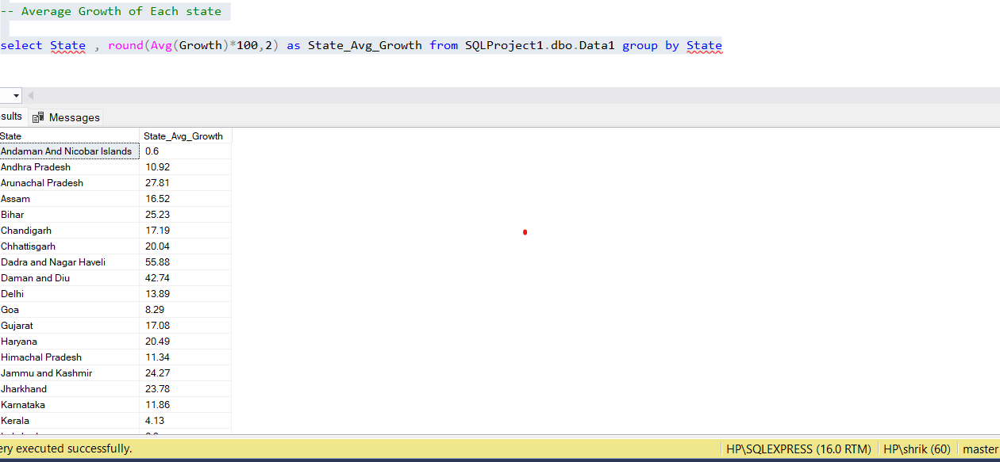 -- Average Growth of Each state
select State , round(Avg(Growth)*100,2) as State_Avg_Growth from SQLProject1.dbo.Data1 group by State
sults Messages
State State_Avg_Growth
Andaman And Nicobar Islands 0.6
Andhra Pradesh 10.92
Arunachal Pradesh 27.81
Assam 16.52
Bihar 25.23
Chandigarh 17.19
Chhattisgarh 20.04
Dadra and Nagar Haveli 55.88
Daman and Diu 42.74
Delhi 13.89
Goa 8.29
Gujarat 17.08
Haryana 20.49
Himachal Pradesh 11.34
Jammu and Kashmir 24.27
Jharkhand 23.78
Karnataka 11.86
Kerala 4.13
ery executed successfully. HP\SQLEXPRESS (16.0 RTM) HP\shrik (60) master